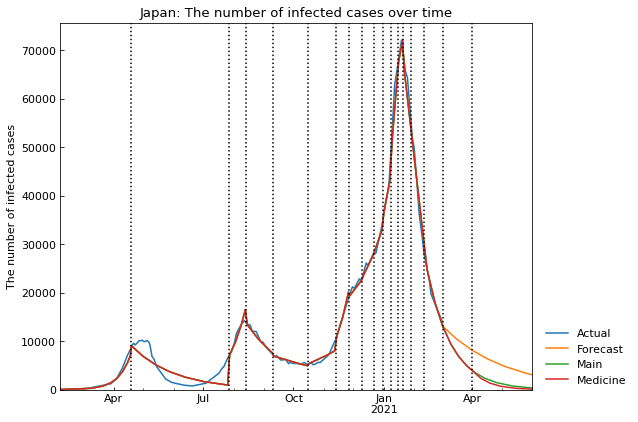 Japan: The number of infected cases over time
The number of infected cases
70000
60000
50000
40000
30000
20000
10000
0
Apr
Jul
Oct
Jan
2021
Apr
Actual
Forecast
Main
Medicine